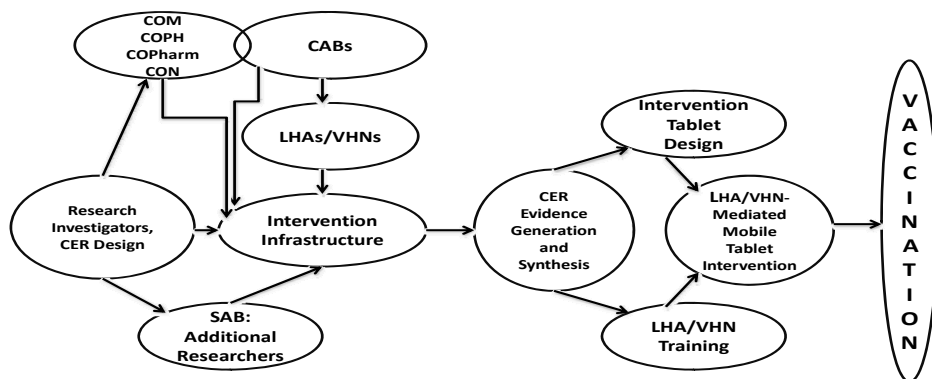 COM
COPH
COPharm
CON
CABs
LHAs/VHNs
Research
Investigators,
CER Design
Intervention
Infrastructure
SAB:
Additional
Researchers
CER
Evidence
Generation
and
Synthesis
Intervention
Tablet
Design
LHA/VHN-
Mediated
Mobile
Tablet
Intervention
LHA/VHN
Training
V
A
C
C
I
N
A
T
I
O
N